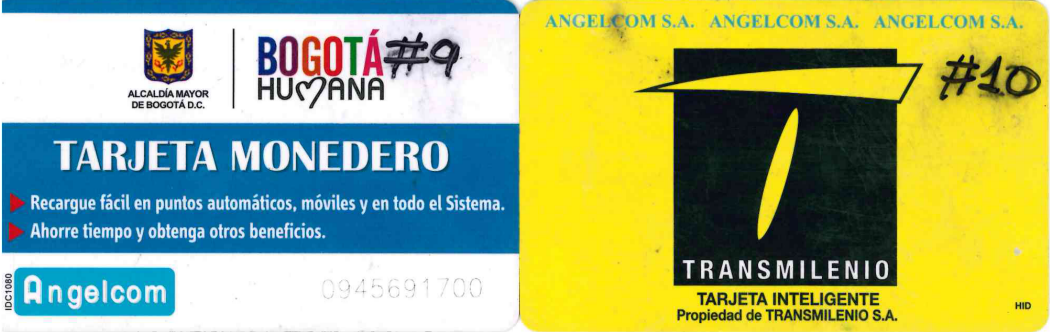 ALCALDÍA MAYOR
DE BOGOTÁ D.C.
BOGOTÁ
HUMANA
#9
TARJETA MONEDERO
Recargue fácil en puntos automáticos, móviles y en todo el Sistema.
Ahorre tiempo y obtenga otros beneficios.
IDC1080
Angelcom
0945691700
ANGELCOM S.A. ANGELCOM S.A. ANGELCOM S.A.
#10
TRANSMILENIO
TARJETA INTELIGENTE
Propiedad de TRANSMILENIO S.A.
HID